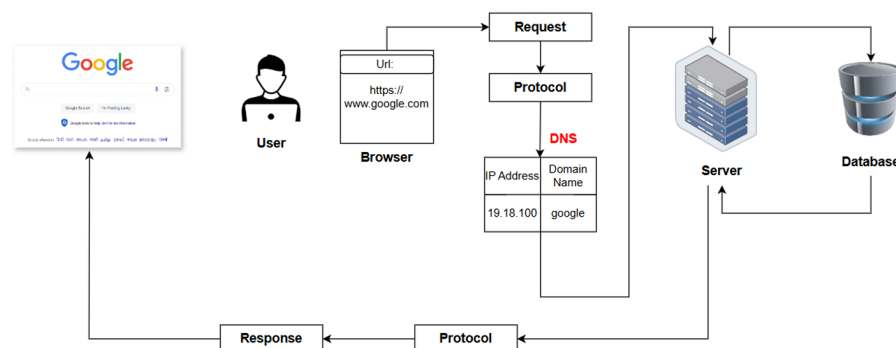 Google
Google Search
I'm Feeling Lucky
User
Url:
https://
www.google.com
Browser
Request
Protocol
DNS
IP Address
Domain
Name
19.18.100
google
Server
Database
Protocol
Response